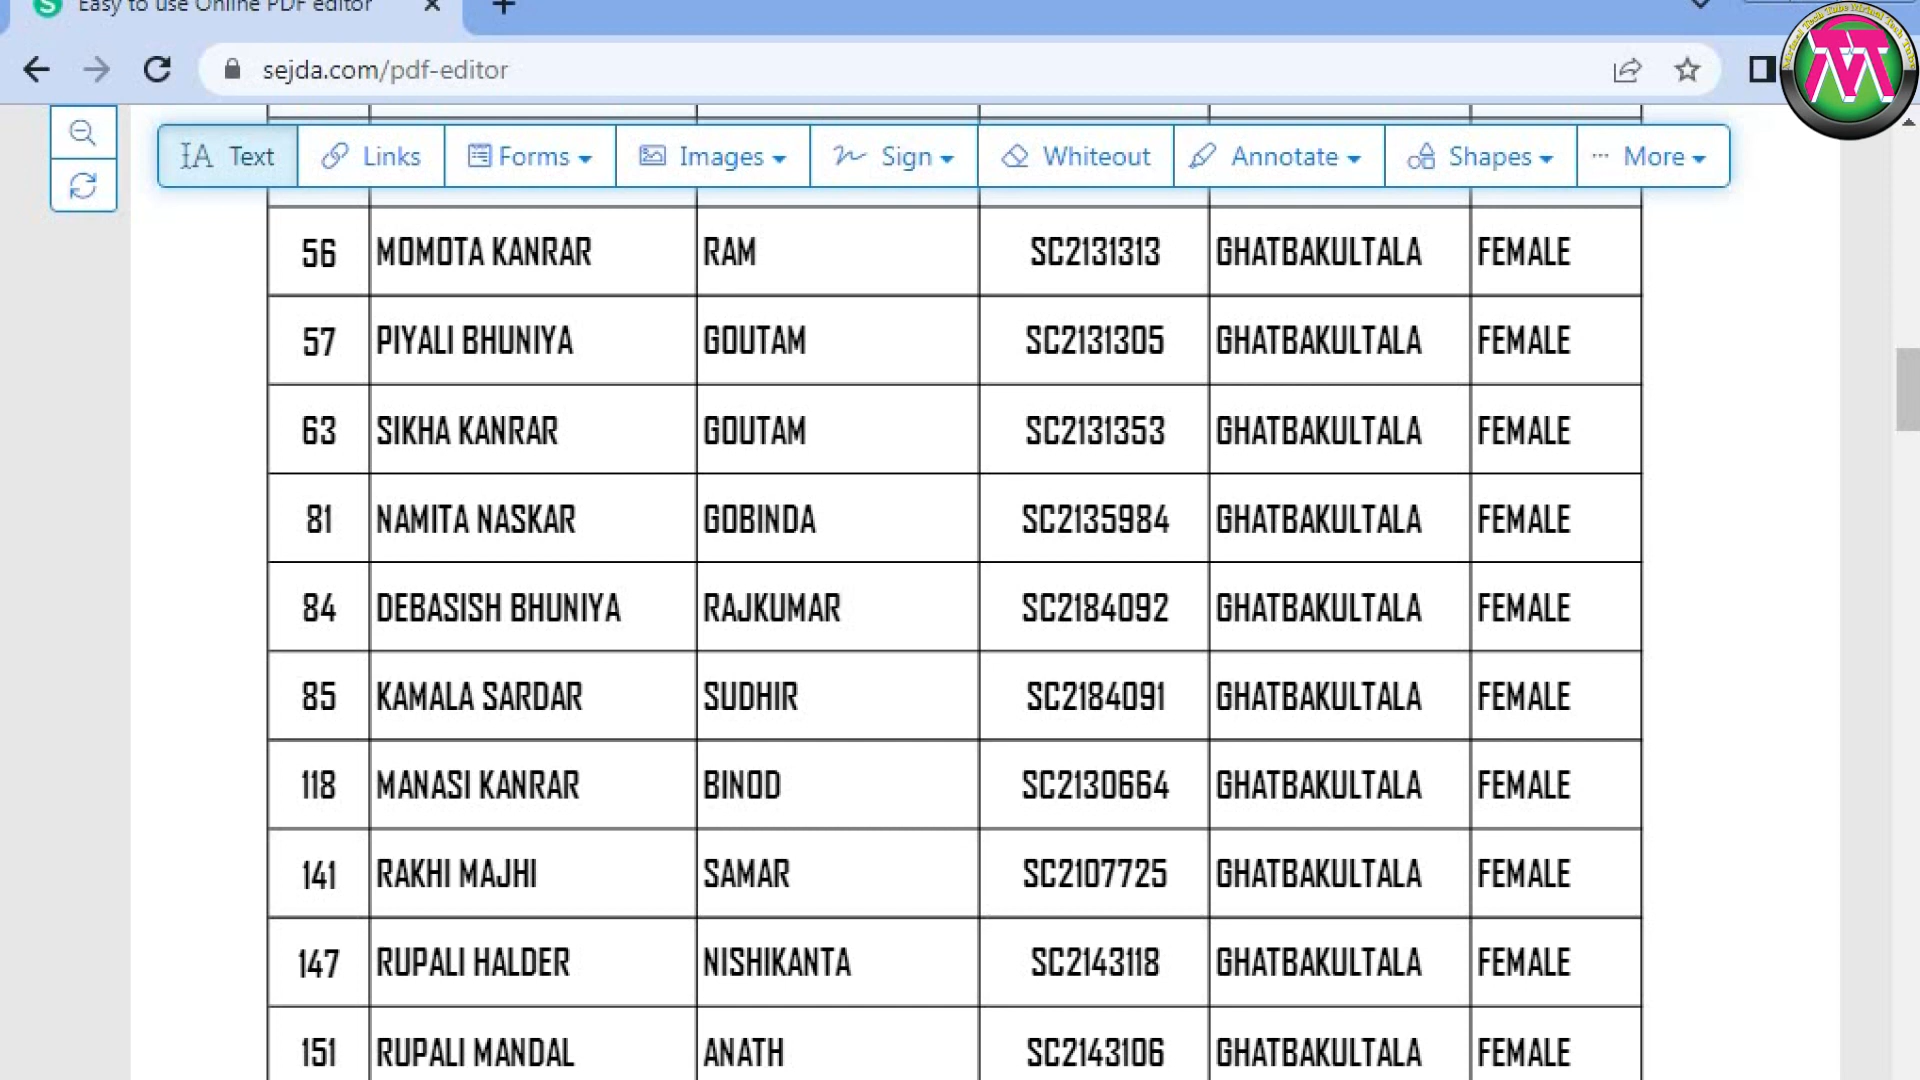 Easy to use Online PDF editor
sejda.com/pdf-editor
Text Links Forms Images Sign Whiteout Annotate Shapes More
56 MOMOTA KANRAR RAM SC2131313 GHATBAKULTALA FEMALE
57 PIYALI BHUNIYA GOUTAM SC2131305 GHATBAKULTALA FEMALE
63 SIKHA KANRAR GOUTAM SC2131353 GHATBAKULTALA FEMALE
81 NAMITA NASKAR GOBINDA SC2135984 GHATBAKULTALA FEMALE
84 DEBASISH BHUNIYA RAJKUMAR SC2184092 GHATBAKULTALA FEMALE
85 KAMALA SARDAR SUDHIR SC2184091 GHATBAKULTALA FEMALE
118 MANASI KANRAR BINOD SC2130664 GHATBAKULTALA FEMALE
141 RAKHI MAJHI SAMAR SC2107725 GHATBAKULTALA FEMALE
147 RUPALI HALDER NISHIKANTA SC2143118 GHATBAKULTALA FEMALE
151 RUPALI MANDAL ANATH SC2143106 GHATBAKULTALA FEMALE